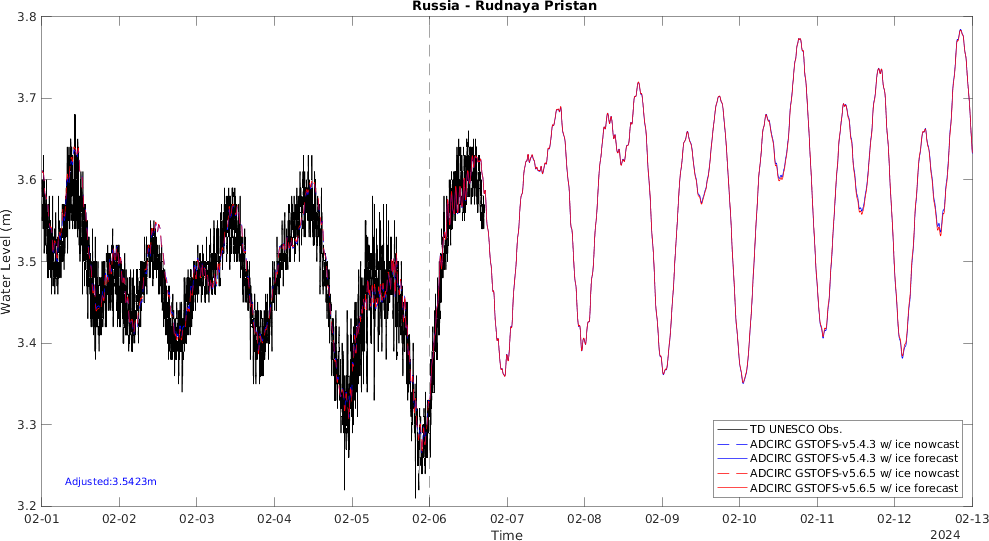 Russia - Rudnaya Pristan
3.8
3.7
3.6
3.5
3.4
3.3
3.2
Water Level (m)
Adjusted:3.5423m
TD UNESCO Obs.
ADCIRC GSTOFS-v5.4.3 w/ ice nowcast
ADCIRC GSTOFS-v5.4.3 w/ ice forecast
ADCIRC GSTOFS-v5.6.5 w/ ice nowcast
ADCIRC GSTOFS-v5.6.5 w/ ice forecast
02-01 02-02 02-03 02-04 02-05 02-06 02-07 02-08 02-09 02-10 02-11 02-12 02-13
Time
2024